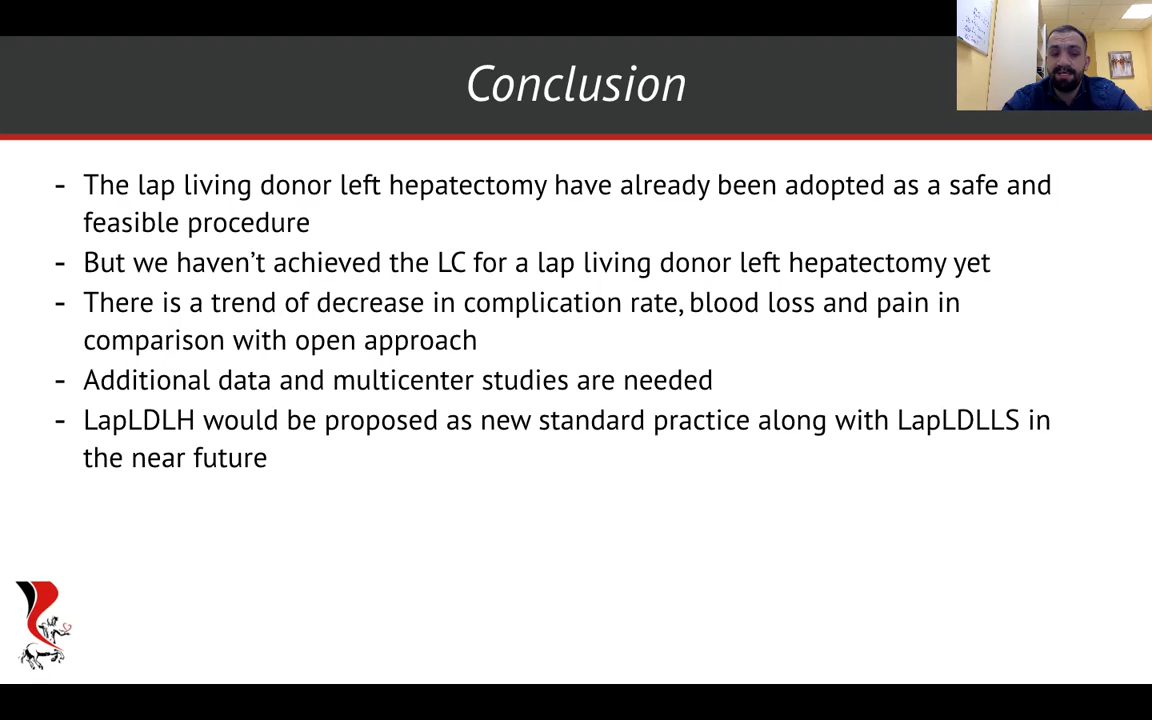 Conclusion
- The lap living donor left hepatectomy have already been adopted as a safe and
feasible procedure
- But we haven’t achieved the LC for a lap living donor left hepatectomy yet
- There is a trend of decrease in complication rate, blood loss and pain in
comparison with open approach
- Additional data and multicenter studies are needed
- LapLDLH would be proposed as new standard practice along with LapLDLLS in
the near future